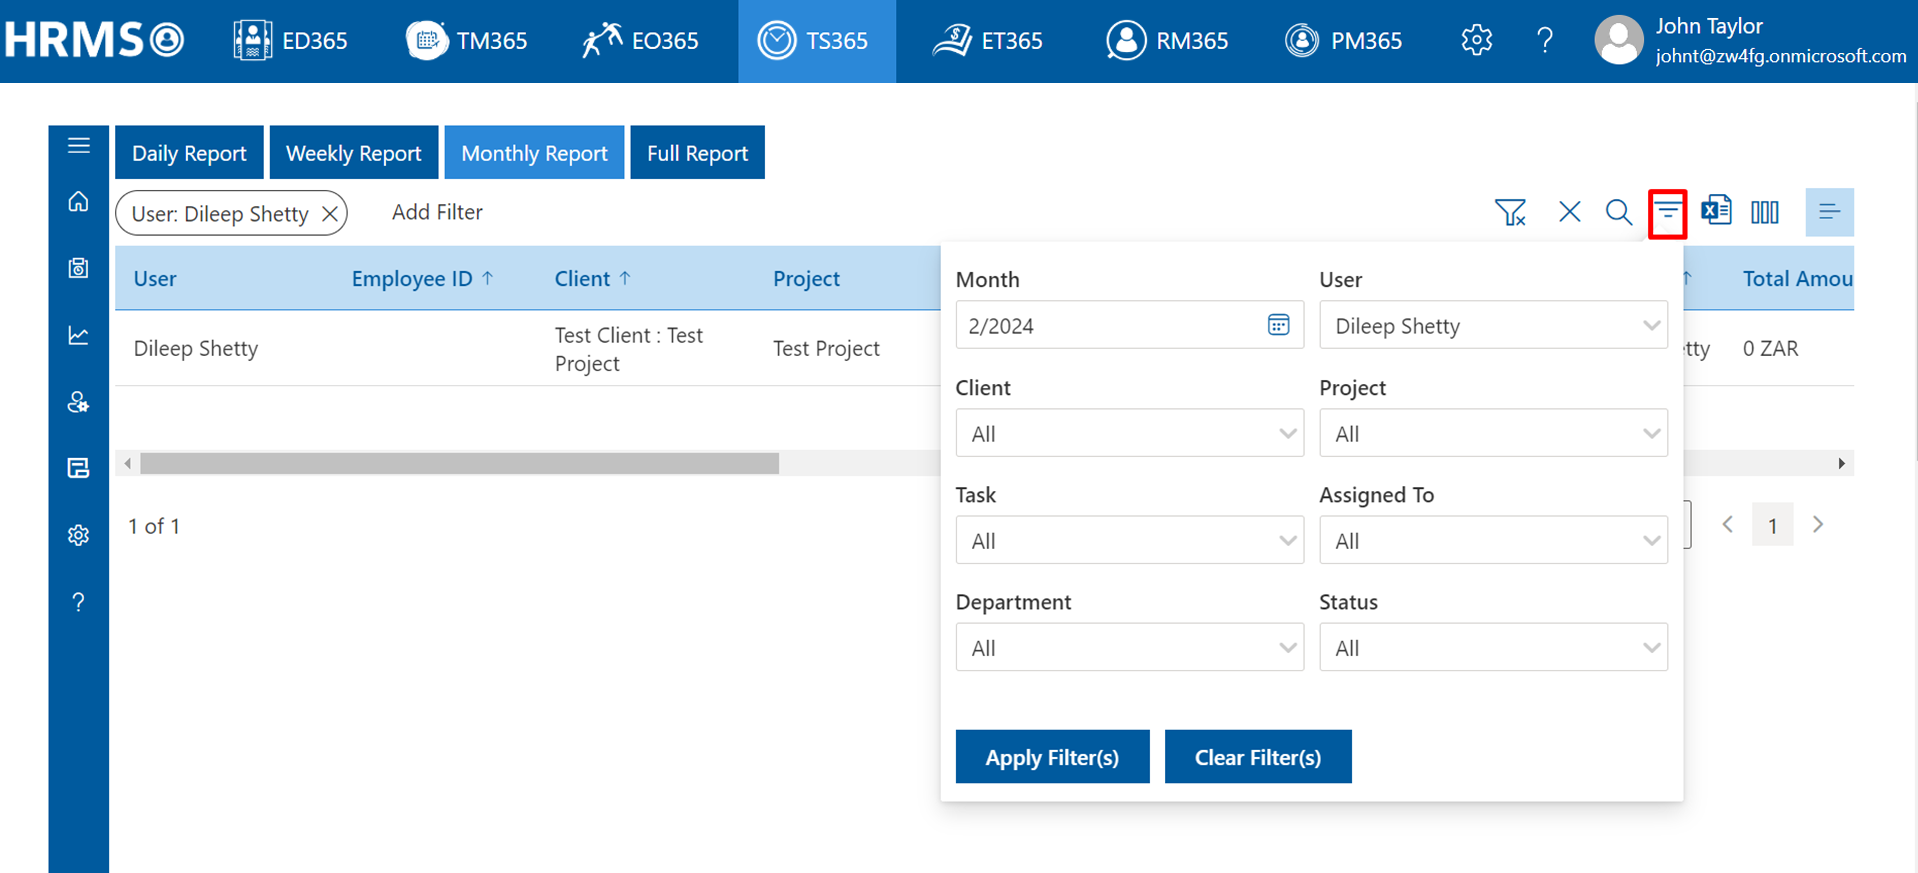 HRMS
ED365
TM365
EO365
TS365
ET365
RM365
PM365
?
John Taylor
johnt@zw4fg.onmicrosoft.com
Daily Report
Weekly Report
Monthly Report
Full Report
User: Dileep Shetty
Add Filter
User
Employee ID ↑
Client ↑
Project
↑
Total Amou
Dileep Shetty
Test Client : Test
Project
Test Project
tty
0 ZAR
Month
User
2/2024
Dileep Shetty
Client
Project
All
All
Task
Assigned To
All
All
Department
Status
All
All
Apply Filter(s)
Clear Filter(s)
1 of 1
1
?